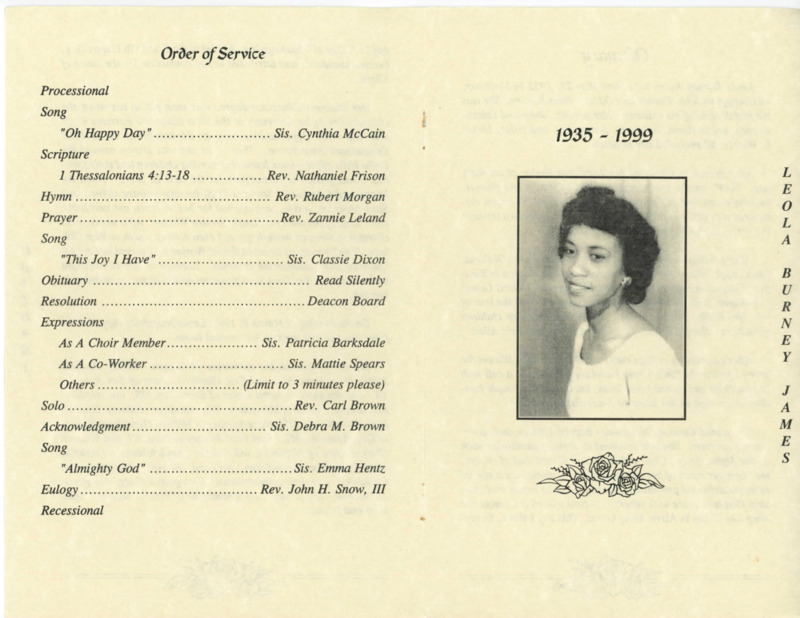 Order of Service
Processional
Song
"Oh Happy Day" ............................ Sis. Cynthia McCain
Scripture
1 Thessalonians 4:13-18 ................. Rev. Nathaniel Frison
Hymn ................................................ Rev. Rubert Morgan
Prayer ................................................ Rev. Zannie Leland
Song
"This Joy I Have" ............................... Sis. Classie Dixon
Obituary ..................................................... Read Silently
Resolution .................................................. Deacon Board
Expressions
As A Choir Member ...................... Sis. Patricia Barksdale
As A Co-Worker ................................. Sis. Mattie Spears
Others .................................. (Limit to 3 minutes please)
Solo ....................................................... Rev. Carl Brown
Acknowledgment ................................. Sis. Debra M. Brown
Song
"Almighty God" ................................... Sis. Emma Hentz
Eulogy ........................................... Rev. John H. Snow, III
Recessional
1935 - 1999
LEOLA BURNEY JAMES